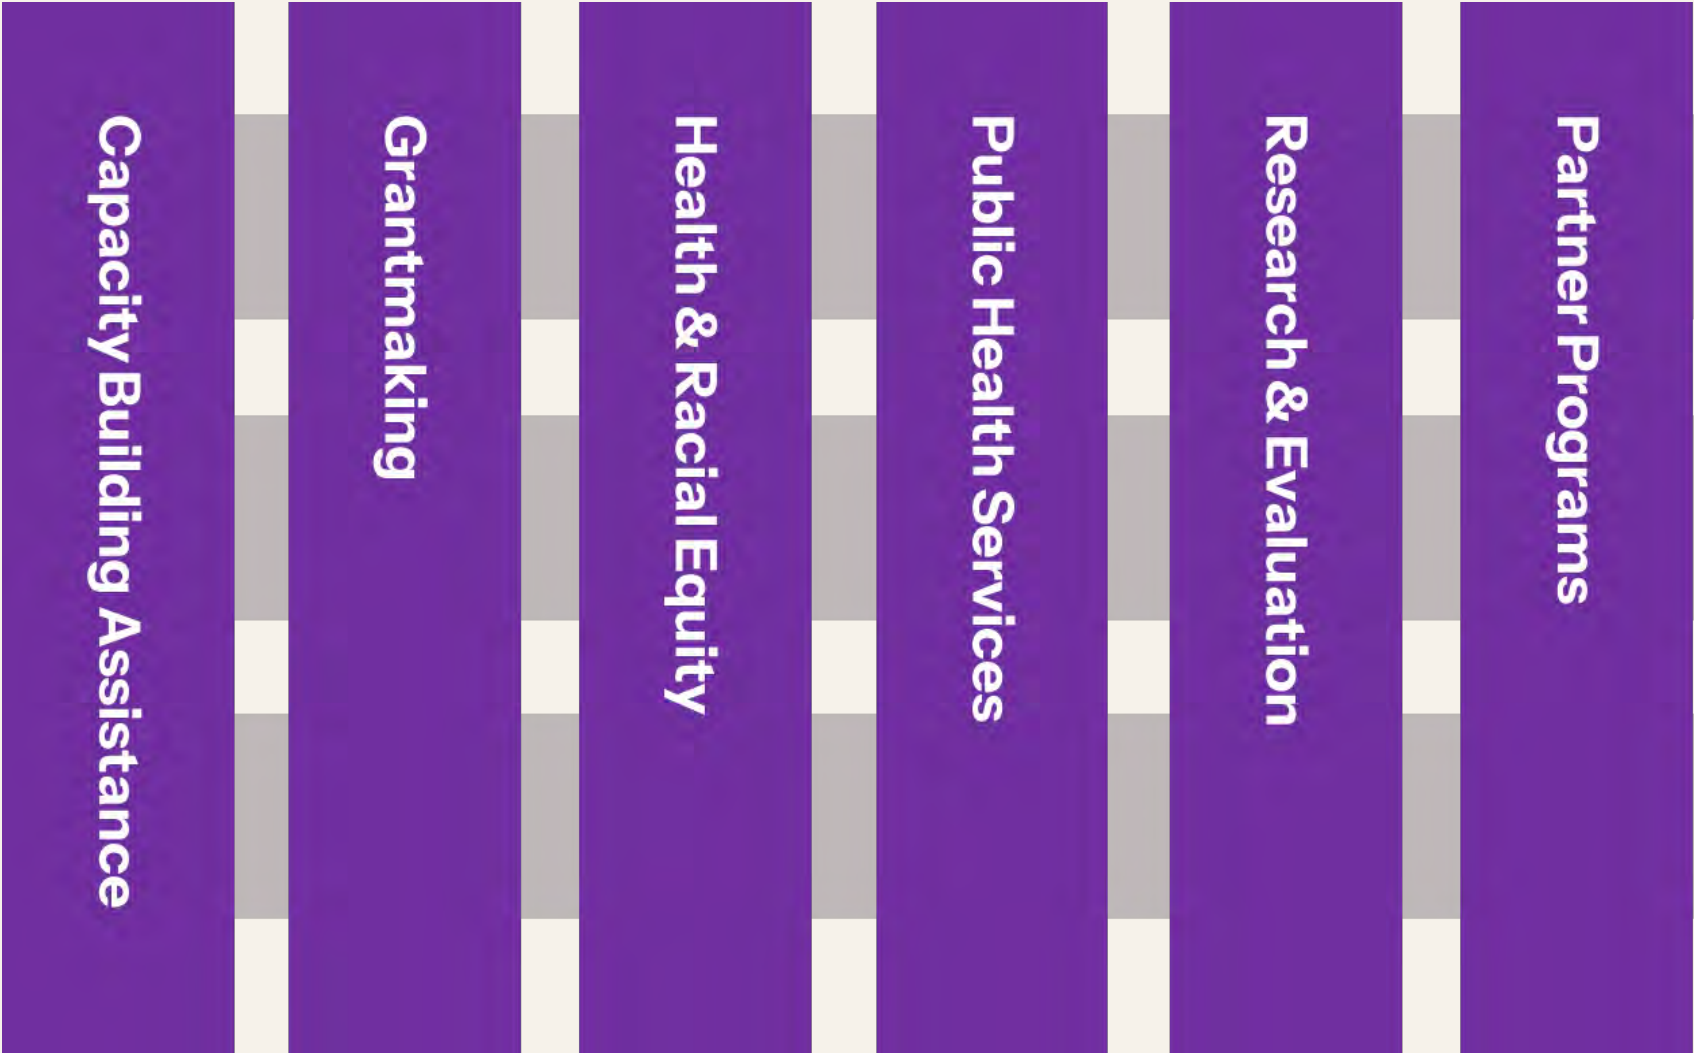 Capacity Building Assistance
Grantmaking
Health & Racial Equity
Public Health Services
Research & Evaluation
Partner Programs